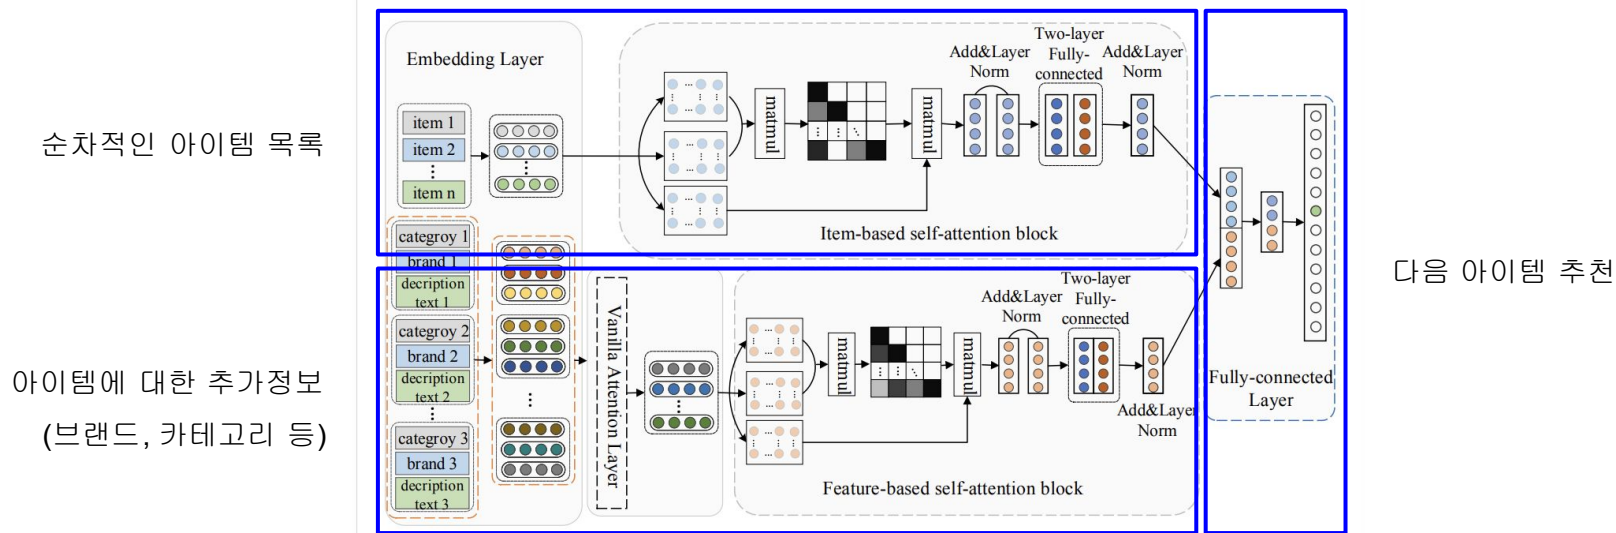 순차적인 아이템 목록
아이템에 대한 추가정보
(브랜드, 카테고리 등)
Embedding Layer
item 1
item 2
item n
categroy 1
brand 1
decription
text 1
categroy 2
brand 2
decription
text 2
categroy 3
brand 3
decription
text 3
matmul
matmul
Add&Layer
Norm
Two-layer
Fully-
connected
Add&Layer
Norm
Item-based self-attention block
Vanilla Attention Layer
matmul
matmul
Add&Layer
Norm
Two-layer
Fully-
connected
Add&Layer
Norm
Feature-based self-attention block
Fully-connected
Layer
다음 아이템 추천